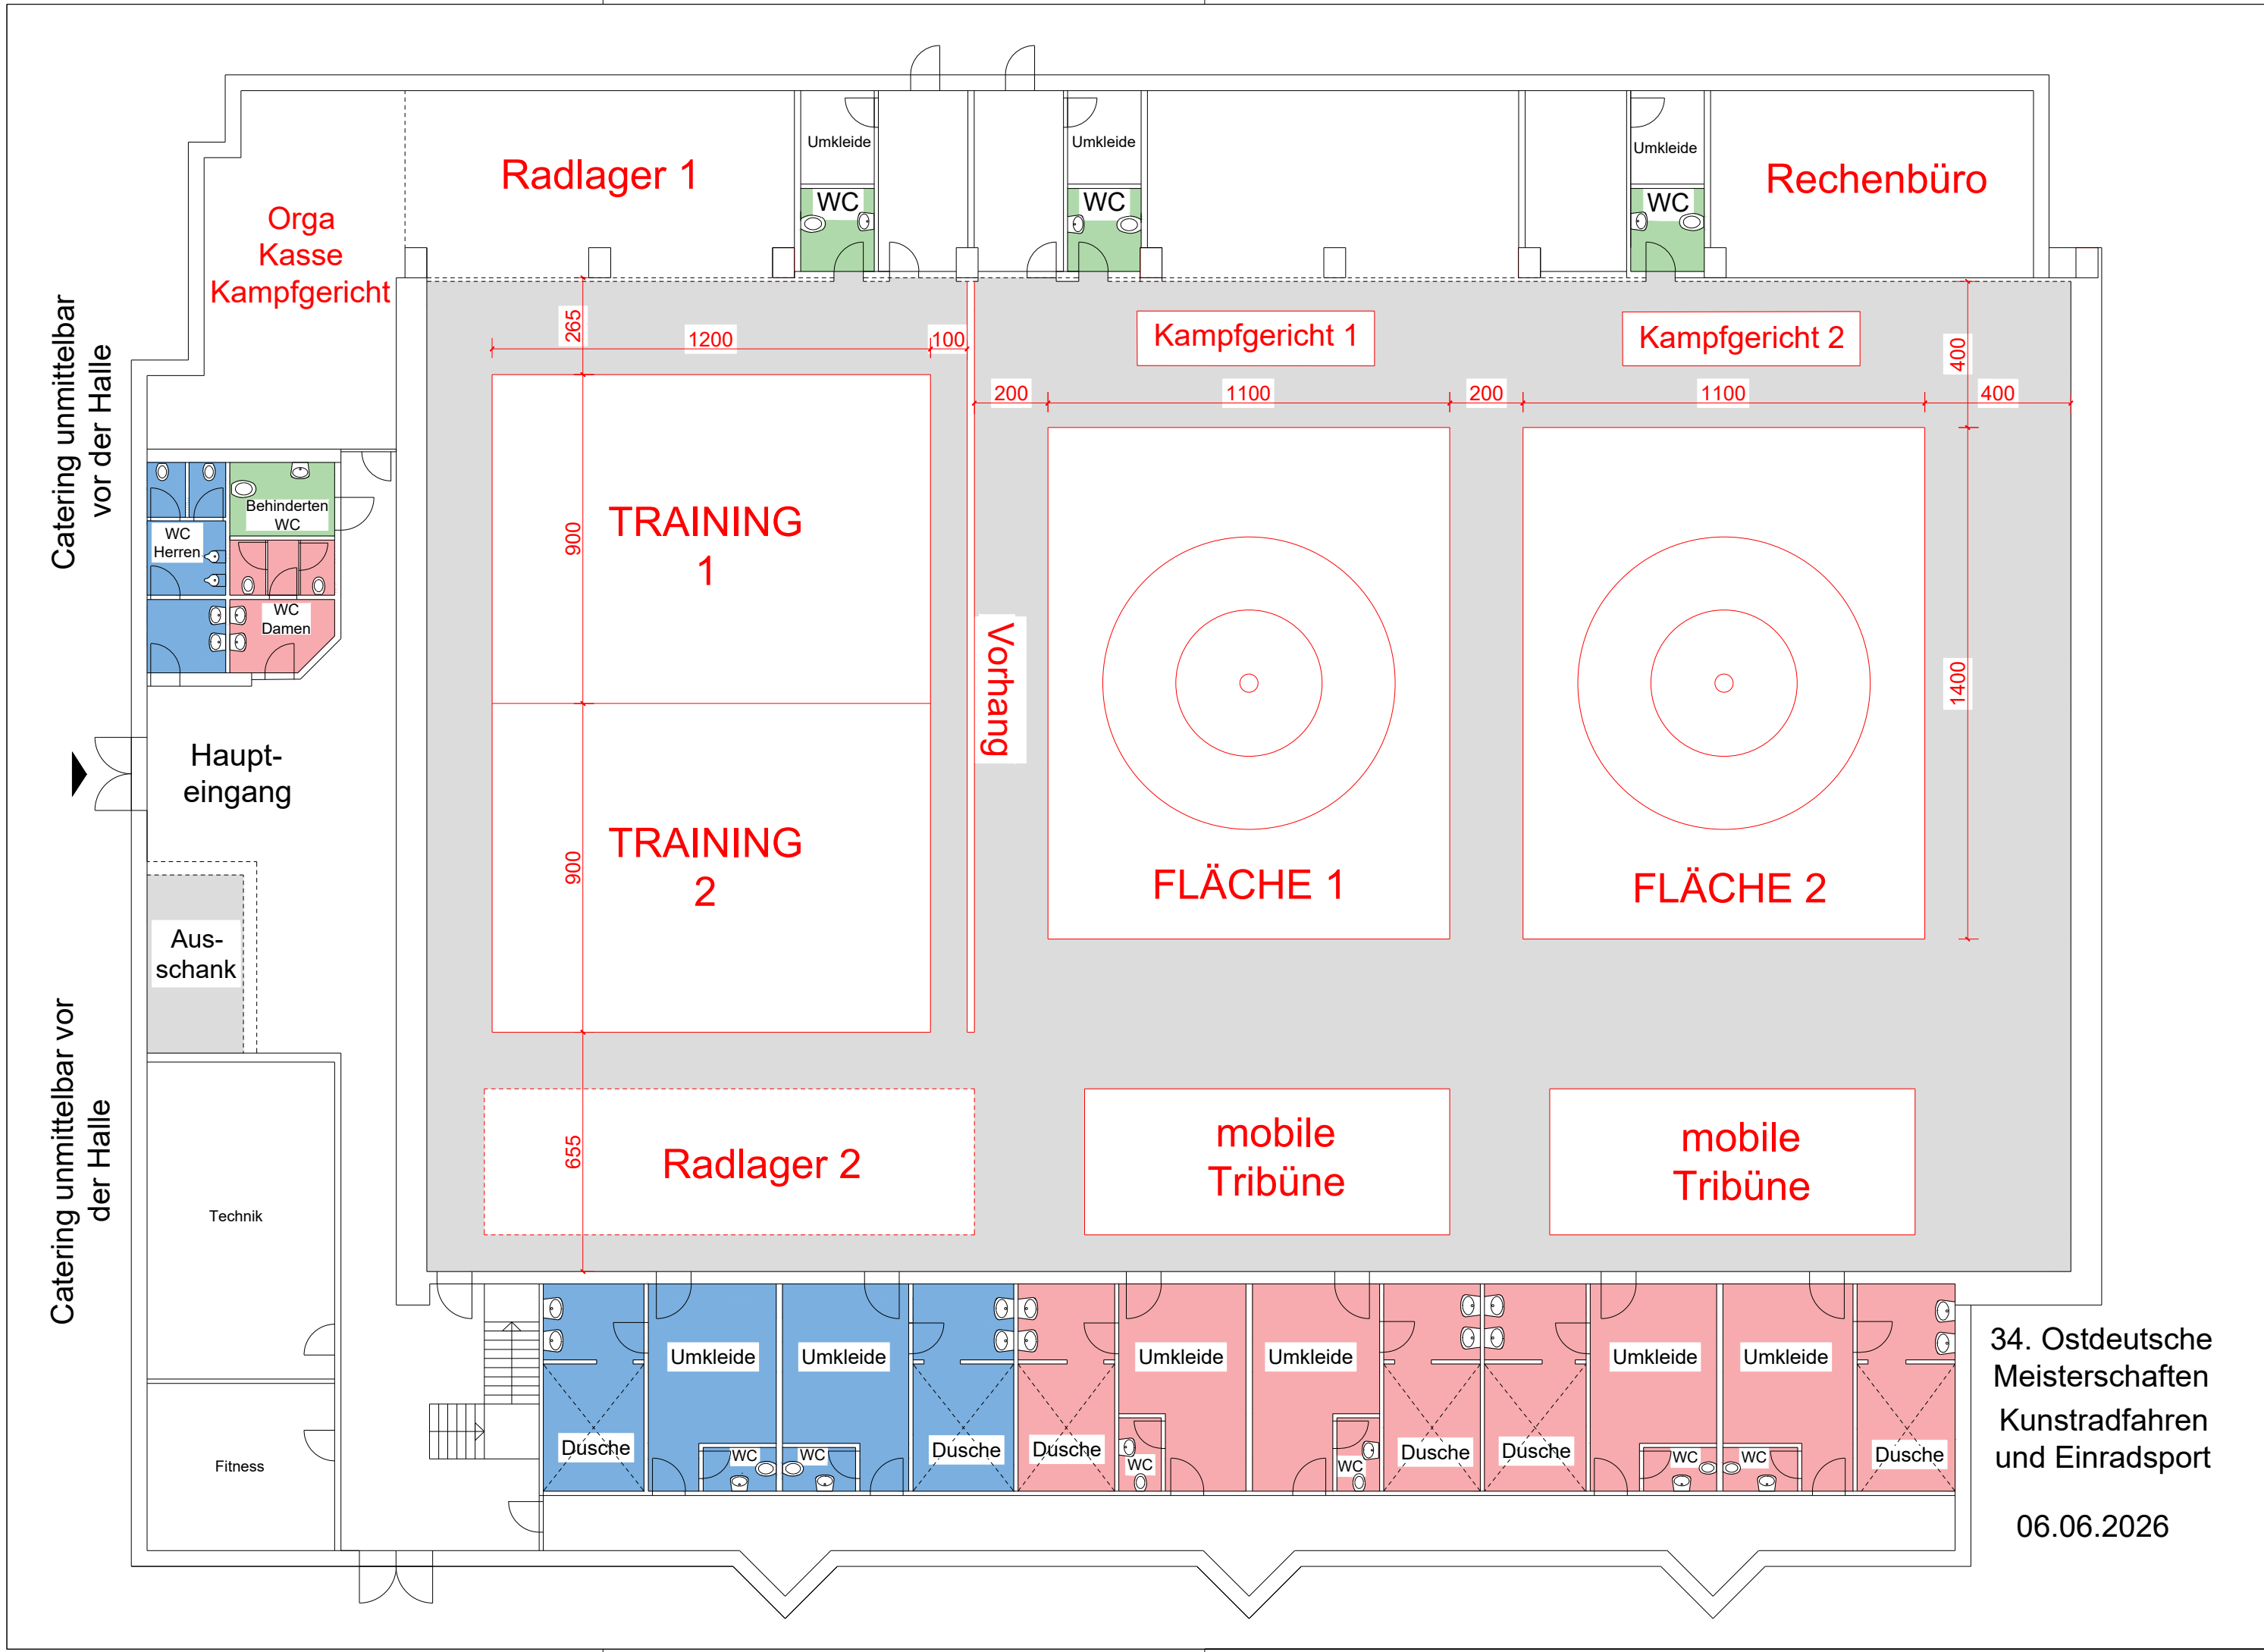 Umkleide
Umkleide
Umkleide
Radlager 1
Rechenbüro
WC
WC
WC
Orga
Kasse
Kampfgericht
Catering unmittelbar
vor der Halle
265
1200
100
Kampfgericht 1
Kampfgericht 2
400
200
1100
200
1100
400
Behinderten
WC
WC
Herren
WC
Damen
TRAINING
1
900
Vorhang
1400
Haupt-
eingang
TRAINING
2
900
FLÄCHE 1
FLÄCHE 2
Aus-
schank
Catering unmittelbar vor
der Halle
655
Radlager 2
mobile
Tribüne
mobile
Tribüne
Technik
Fitness
Umkleide
Umkleide
Umkleide
Umkleide
Umkleide
Umkleide
Dusche
WC
WC
Dusche
Dusche
WC
WC
Dusche
Dusche
WC
WC
Dusche
34. Ostdeutsche
Meisterschaften
Kunstradfahren
und Einradsport
06.06.2026